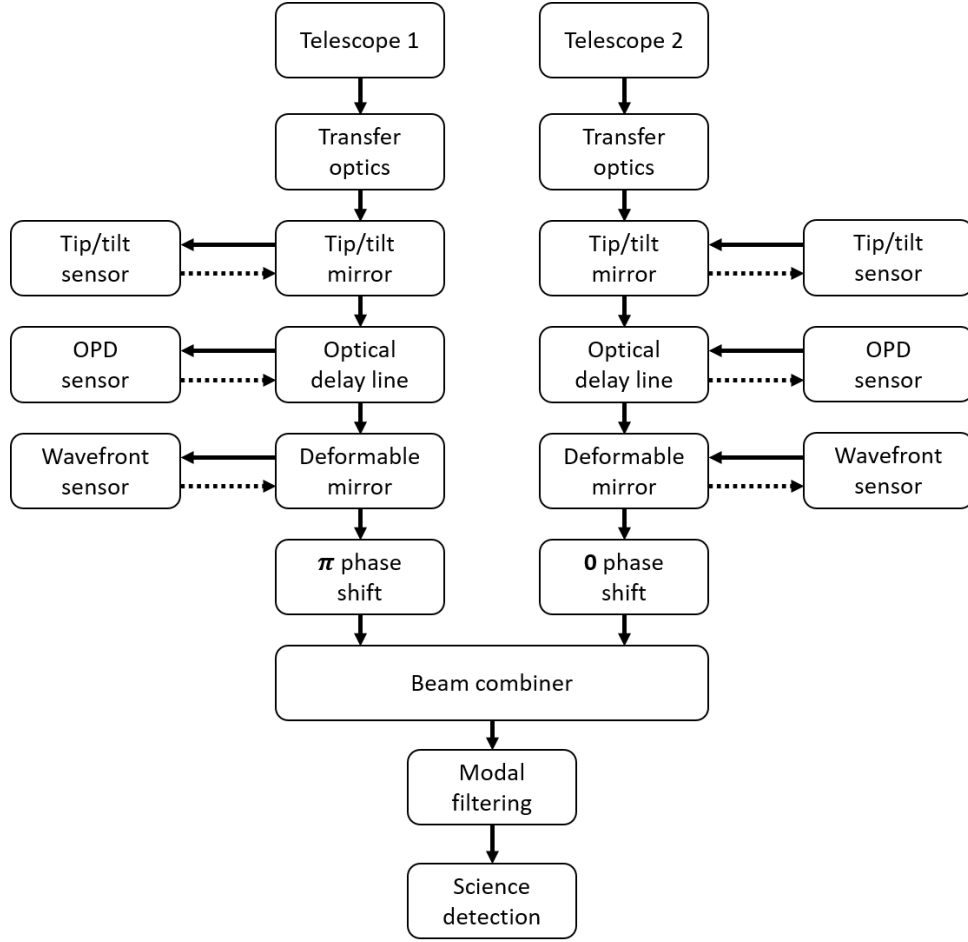 Telescope 1
Telescope 2
Transfer
optics
Transfer
optics
Tip/tilt
sensor
Tip/tilt
mirror
Tip/tilt
mirror
Tip/tilt
sensor
OPD
sensor
Optical
delay line
Optical
delay line
OPD
sensor
Wavefront
sensor
Deformable
mirror
Deformable
mirror
Wavefront
sensor
π phase
shift
0 phase
shift
Beam combiner
Modal
filtering
Science
detection